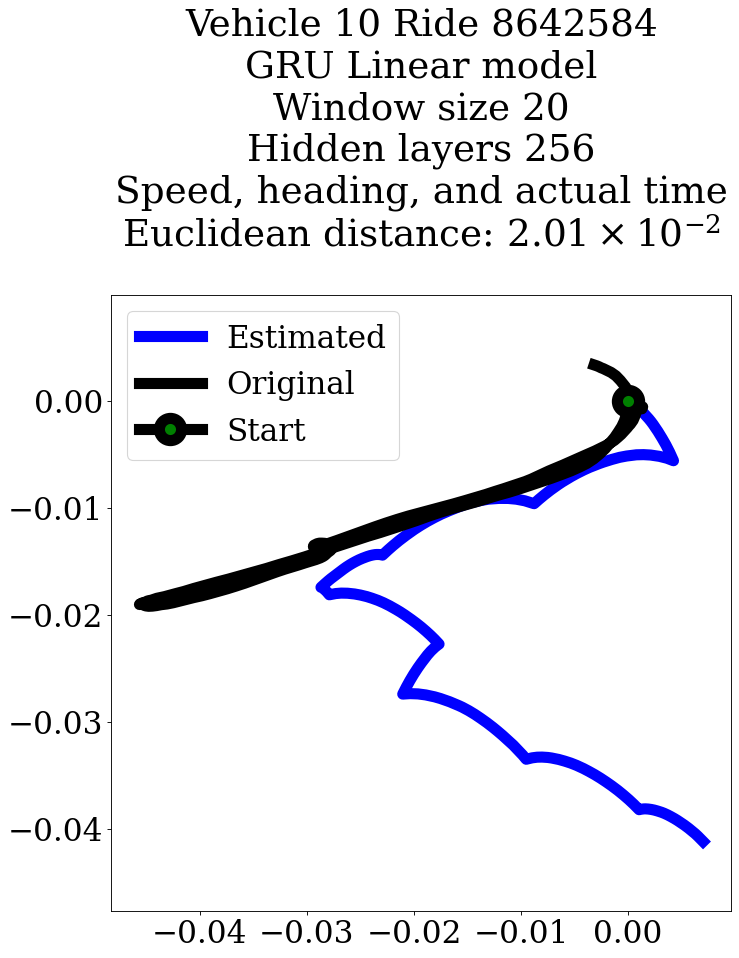 Vehicle 10 Ride 8642584
GRU Linear model
Window size 20
Hidden layers 256
Speed, heading, and actual time
Euclidean distance: 2.01 × 10⁻²
Estimated
Original
Start
0.00
−0.01
−0.02
−0.03
−0.04
−0.04 −0.03 −0.02 −0.01 0.00